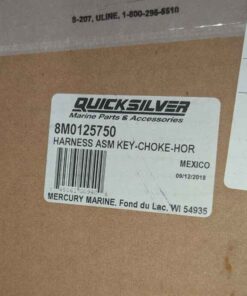 S-207, ULINE, 1-800-295-5510
QUICKSILVER
Marine Parts & Accessories
8M0125750
HARNESS ASM KEY-CHOKE-HOR
MEXICO
09/12/2018
MERCURY MARINE, Fond du Lac, WI 54935